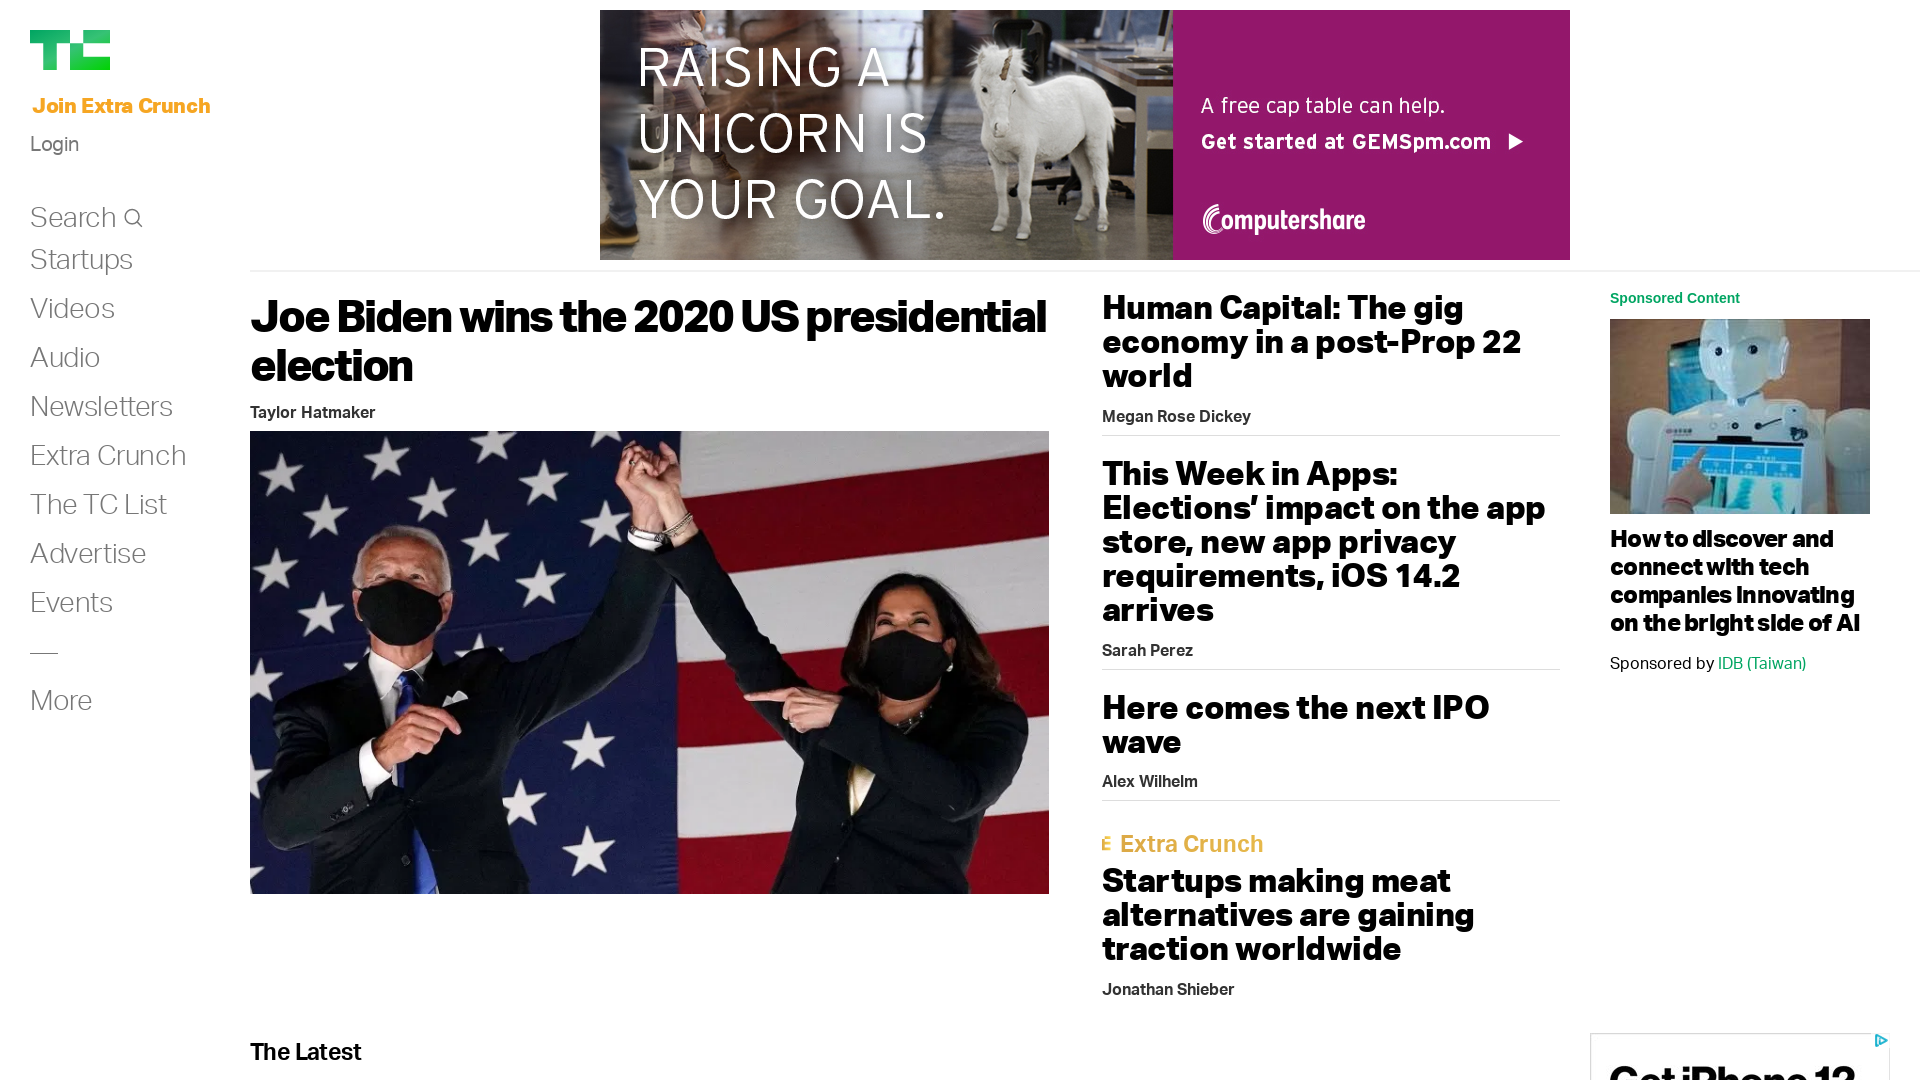 TC
Join Extra Crunch
Login
Search
Startups
Videos
Audio
Newsletters
Extra Crunch
The TC List
Advertise
Events
More
RAISING A
UNICORN IS
YOUR GOAL.
A free cap table can help.
Get started at GEMSpm.com
Computershare
Joe Biden wins the 2020 US presidential
election
Taylor Hatmaker
Human Capital: The gig
economy in a post-Prop 22
world
Megan Rose Dickey
This Week in Apps:
Elections’ impact on the app
store, new app privacy
requirements, iOS 14.2
arrives
Sarah Perez
Here comes the next IPO
wave
Alex Wilhelm
Extra Crunch
Startups making meat
alternatives are gaining
traction worldwide
Jonathan Shieber
Sponsored Content
How to discover and
connect with tech
companies innovating
on the bright side of AI
Sponsored by IDB (Taiwan)
The Latest
Get iPhone 12